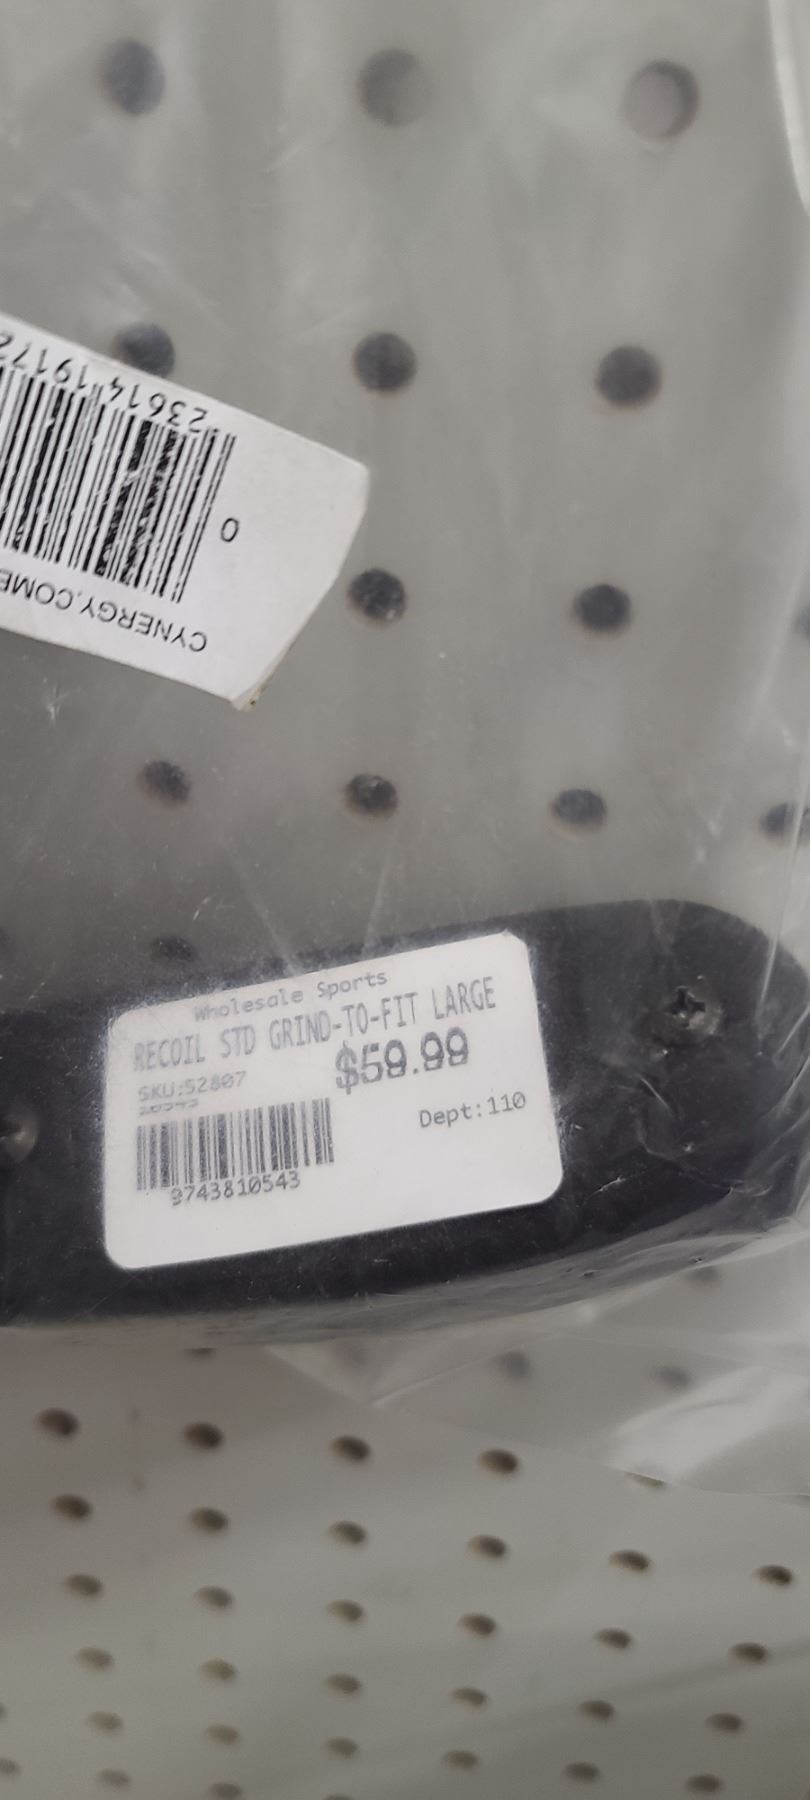 23614 1917
0
CYNERGY.COM
Wholesale Sports
RECOIL STD GRIND-TO-FIT LARGE
$59.99
SKU:52807
Dept:110
9743810543